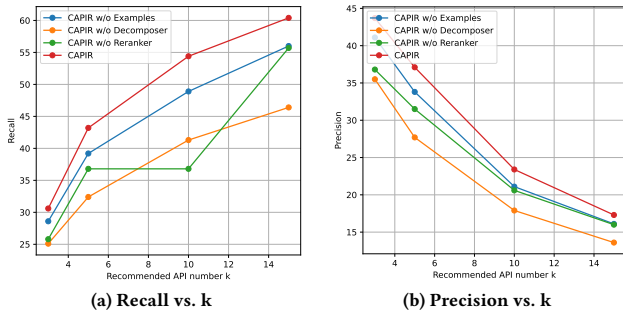 CAPIR w/o Examples
CAPIR w/o Decomposer
CAPIR w/o Reranker
CAPIR
60
55
50
45
40
35
30
25
Recall
4
6
8
10
12
14
Recommended API number k
(a) Recall vs. k
CAPIR w/o Examples
CAPIR w/o Decomposer
CAPIR w/o Reranker
CAPIR
45
40
35
30
25
20
15
Precision
4
6
8
10
12
14
Recommended API number k
(b) Precision vs. k